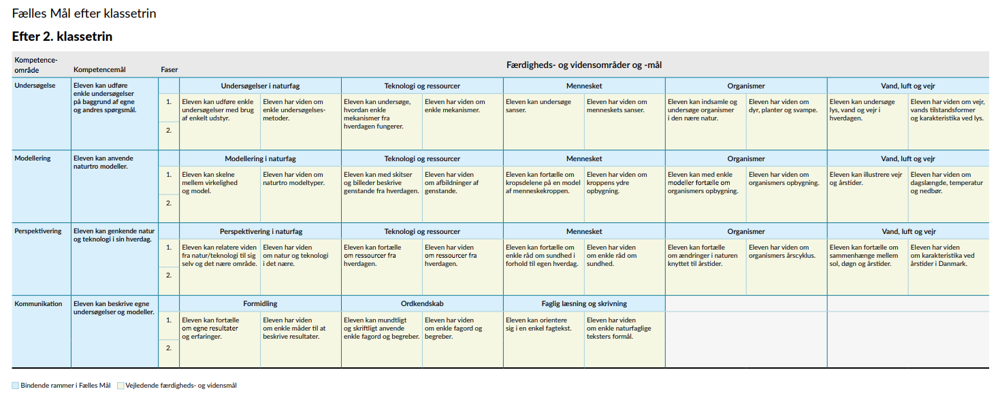 Fælles Mål efter klassetrin
Efter 2. klassetrin
Kompetence-
område
Kompetencemål
Faser
Færdigheds- og vidensområder og -mål
Undersøgelse
Eleven kan udføre
enkle undersøgelser
på baggrund af egne
og andres spørgsmål.
Undersøgelser i naturfag
Teknologi og ressourcer
Mennesket
Organismer
Vand, luft og vejr
1.
Eleven kan udføre enkle
undersøgelser med brug
af enkelt udstyr.
Eleven har viden om
enkle undersøgelses-
metoder.
Eleven kan undersøge,
hvordan enkle
mekanismer fra
hverdagen fungerer.
Eleven har viden om
enkle mekanismer.
Eleven kan undersøge
sanser.
Eleven har viden om
menneskets sanser.
Eleven kan indsamle og
undersøge organismer
i den nære natur.
Eleven har viden om
dyr, planter og svampe.
Eleven kan undersøge
lys, vand og vejr i
hverdagen.
Eleven har viden om vejr,
vands tilstandsformer
og karakteristika ved lys.
2.
Modellering
Eleven kan anvende
naturtro modeller.
Modellering i naturfag
Teknologi og ressourcer
Mennesket
Organismer
Vand, luft og vejr
1.
Eleven kan skelne
mellem virkelighed
og model.
Eleven har viden om
naturtro modeltyper.
Eleven kan med skitser
og billeder beskrive
genstande fra hverdagen.
Eleven har viden
om afbildninger af
genstande.
Eleven kan fortælle om
kropsdelene på en model
af menneskekroppen.
Eleven har viden om
kroppens ydre
opbygning.
Eleven kan med enkle
modeller fortælle om
organismers opbygning.
Eleven har viden om
organismers opbygning.
Eleven kan illustrere vejr
og årstider.
Eleven har viden om
dagslængde, temperatur
og nedbør.
2.
Perspektivering
Eleven kan genkende natur
og teknologi i sin hverdag.
Perspektivering i naturfag
Teknologi og ressourcer
Mennesket
Organismer
Vand, luft og vejr
1.
Eleven kan relatere viden
fra natur/teknologi til sig
selv og det nære område.
Eleven har viden
om natur og teknologi
i det nære.
Eleven kan fortælle
om ressourcer fra
hverdagen.
Eleven har viden
om ressourcer fra
hverdagen.
Eleven kan fortælle om
enkle råd om sundhed i
forhold til egen hverdag.
Eleven har viden om
enkle råd om
sundhed.
Eleven kan fortælle
om ændringer i naturen
knyttet til årstider.
Eleven har viden om
organismers årscyklus.
Eleven kan fortælle om
sammenhænge mellem
sol, døgn og årstider.
Eleven har viden
om karakteristika ved
årstider i Danmark.
2.
Kommunikation
Eleven kan beskrive egne
undersøgelser og modeller.
Formidling
Ordkendskab
Faglig læsning og skrivning
1.
Eleven kan fortælle
om egne resultater
og erfaringer.
Eleven har viden
om enkle måder til at
beskrive resultater.
Eleven kan mundtligt
og skriftligt anvende
enkle fagord og begreber.
Eleven har viden
om enkle fagord og
begreber.
Eleven kan orientere
sig i en enkel fagtekst.
Eleven har viden
om enkle naturfaglige
teksters formål.
2.
Bindende rammer i Fælles Mål
Vejledende færdigheds- og vidensmål